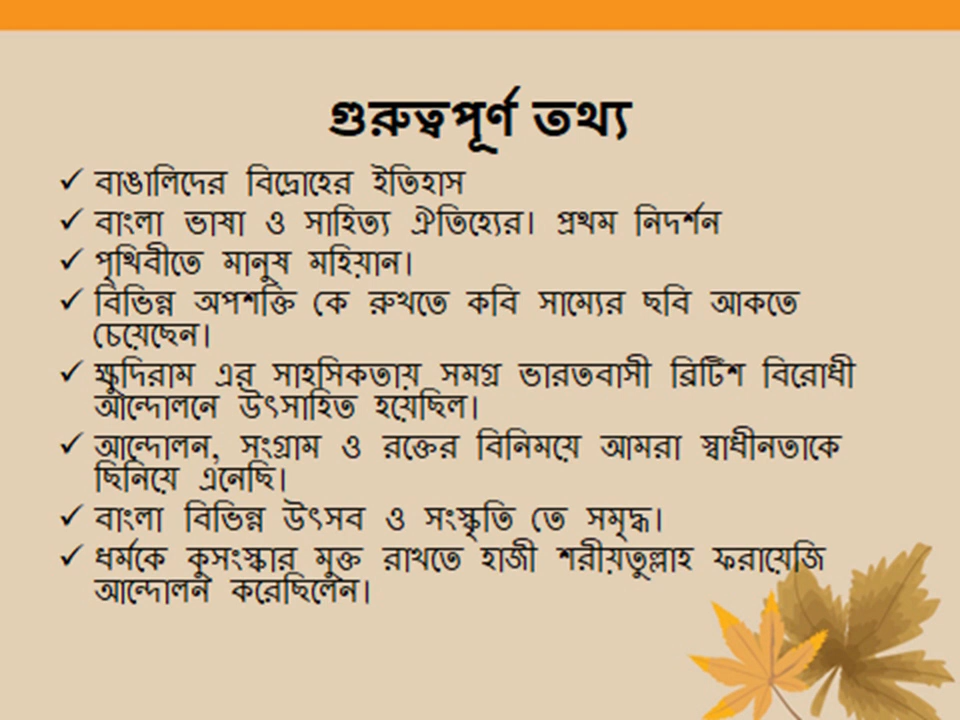 গুরুত্বপূর্ণ তথ্য
✓ বাঙালিদের বিদ্রোহের ইতিহাস
✓ বাংলা ভাষা ও সাহিত্য ঐতিহ্যের। প্রথম নিদর্শন
✓ পৃথিবীতে মানুষ মহিয়ান।
✓ বিভিন্ন অপশক্তি কে রুখতে কবি সাম্যের ছবি আকতে
চেয়েছেন।
✓ ক্ষুদিরাম এর সাহসিকতায় সমগ্র ভারতবাসী ব্রিটিশ বিরোধী
আন্দোলনে উৎসাহিত হয়েছিল।
✓ আন্দোলন, সংগ্রাম ও রক্তের বিনিময়ে আমরা স্বাধীনতাকে
ছিনিয়ে এনেছি।
✓ বাংলা বিভিন্ন উৎসব ও সংস্কৃতি তে সমৃদ্ধ।
✓ ধর্মকে কুসংস্কার মুক্ত রাখতে হাজী শরীয়তুল্লাহ ফরায়েজি
আন্দোলন করেছিলেন।